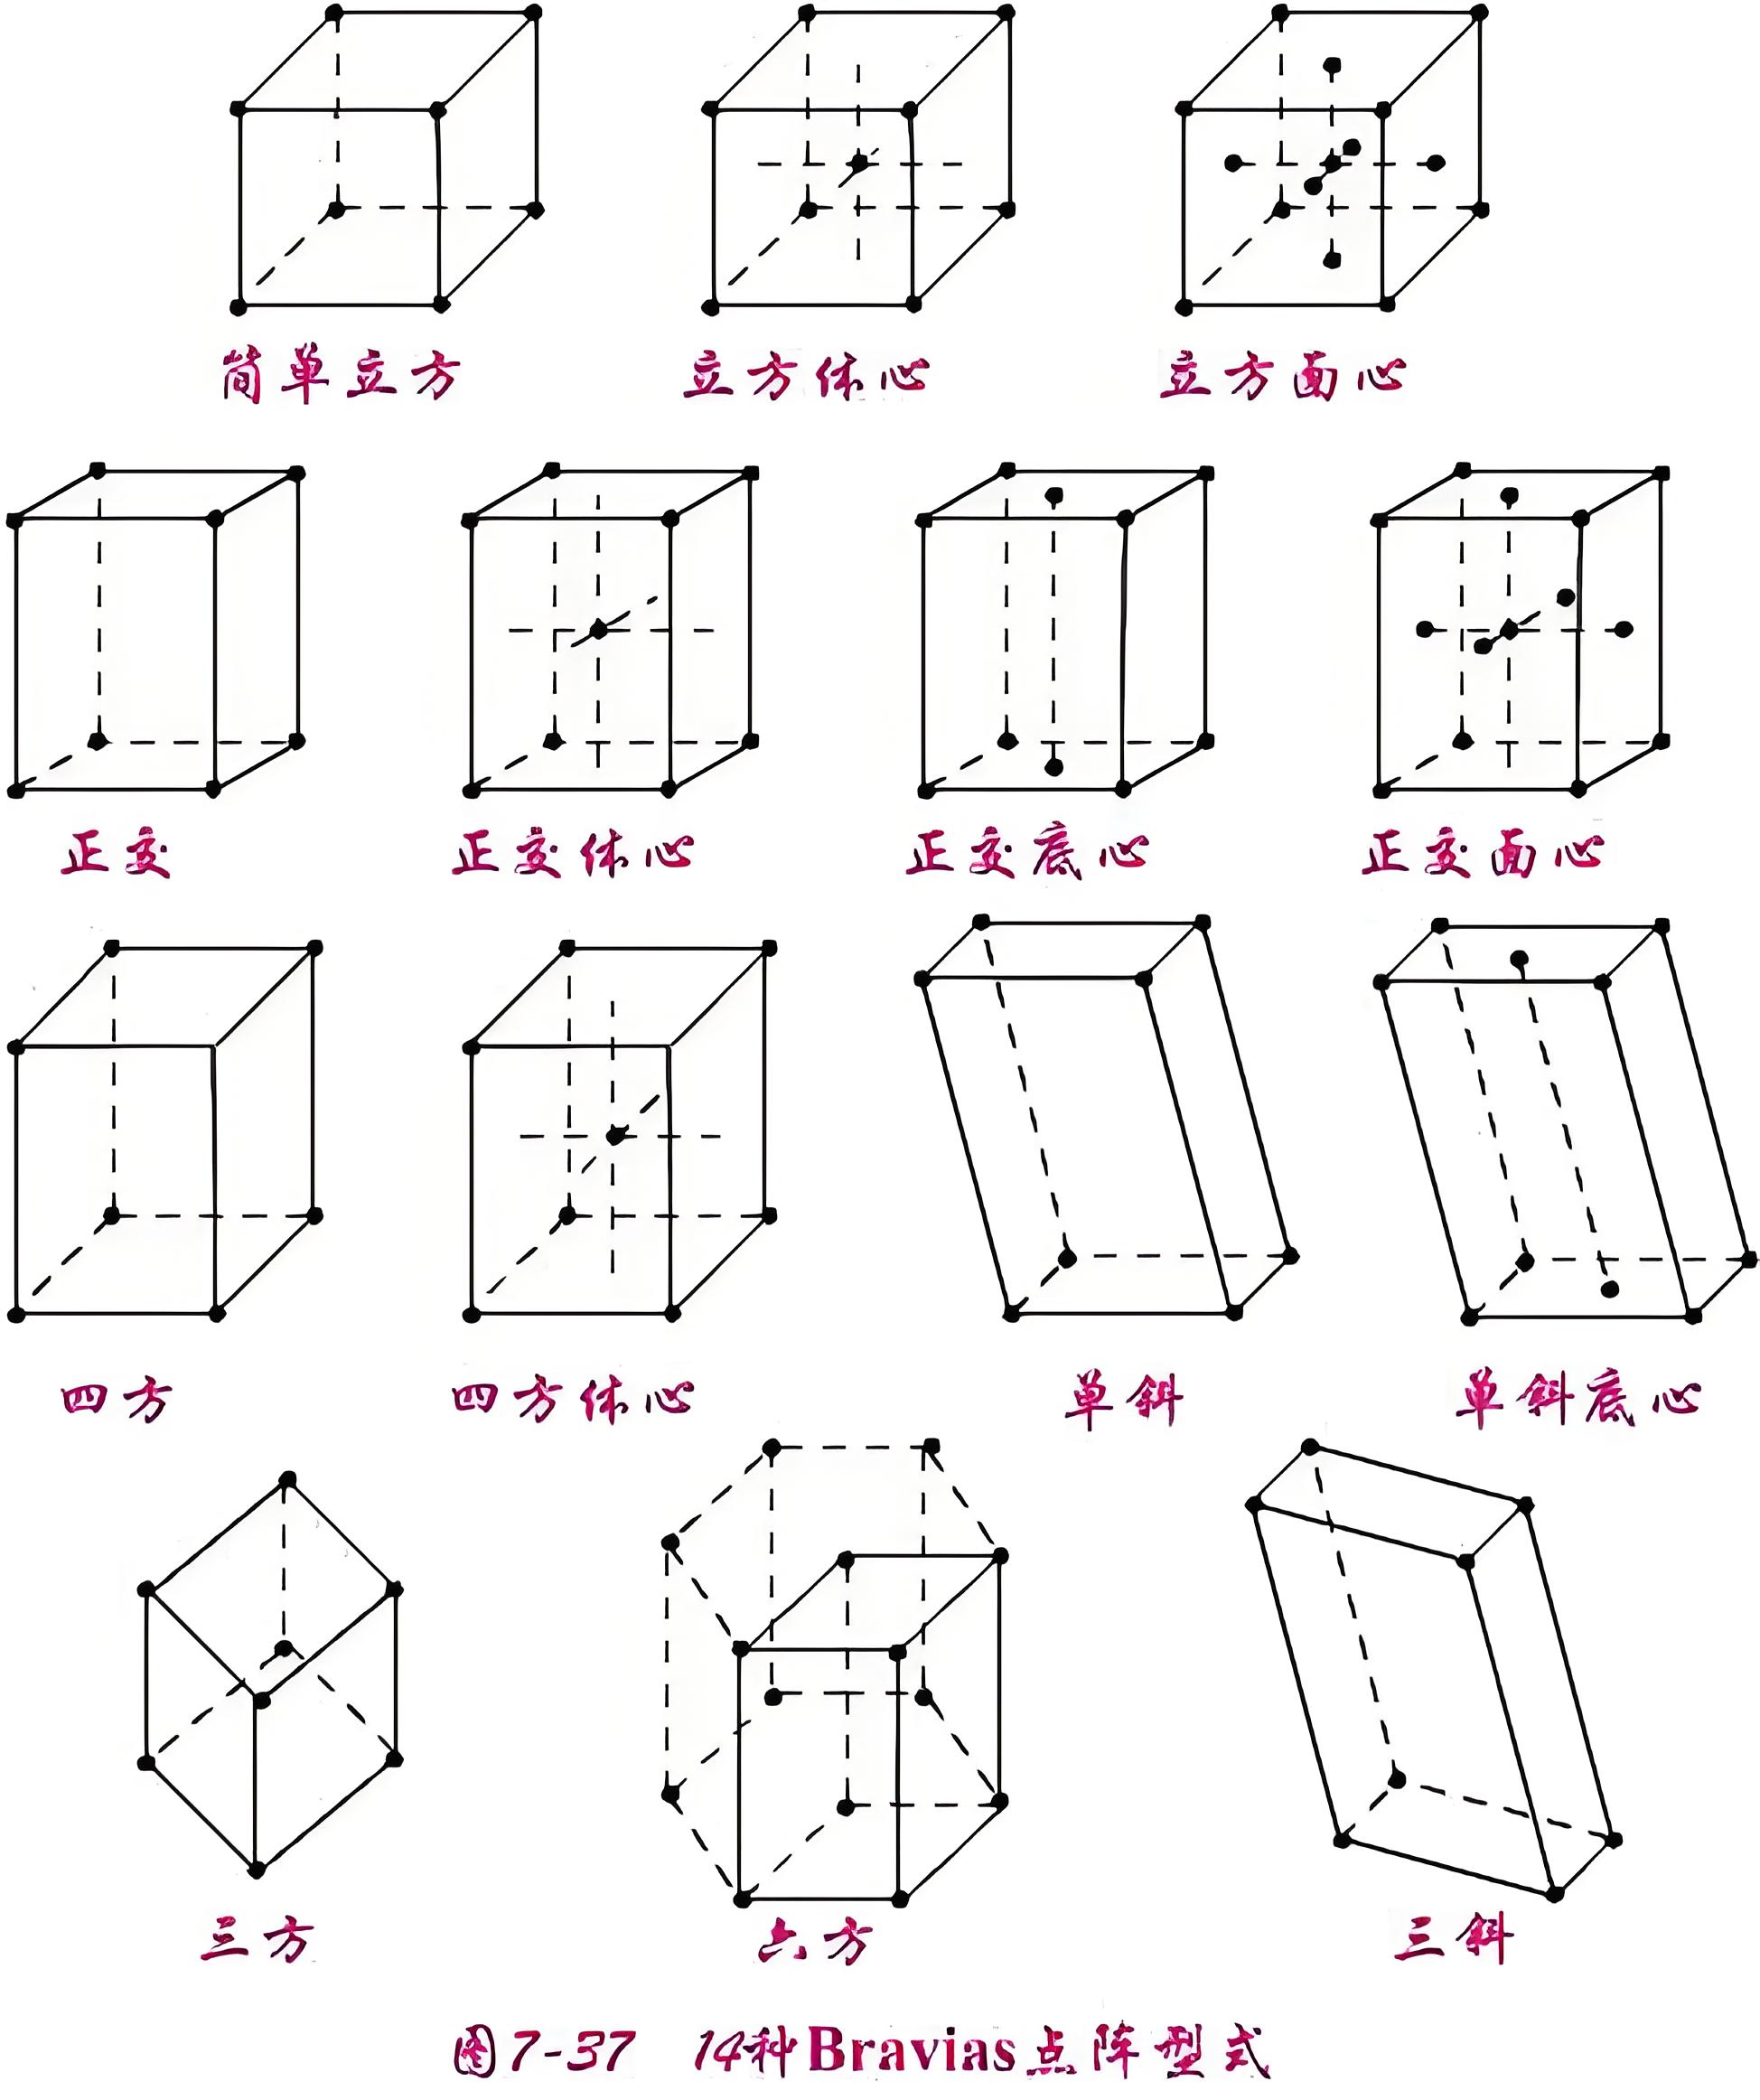 简单立方 立方体心 立方面心
正交 正交体心 正交底心 正交面心
四方 四方体心 单斜 单斜底心
三方 六方 三斜
图7-37 14种Bravias点阵型式